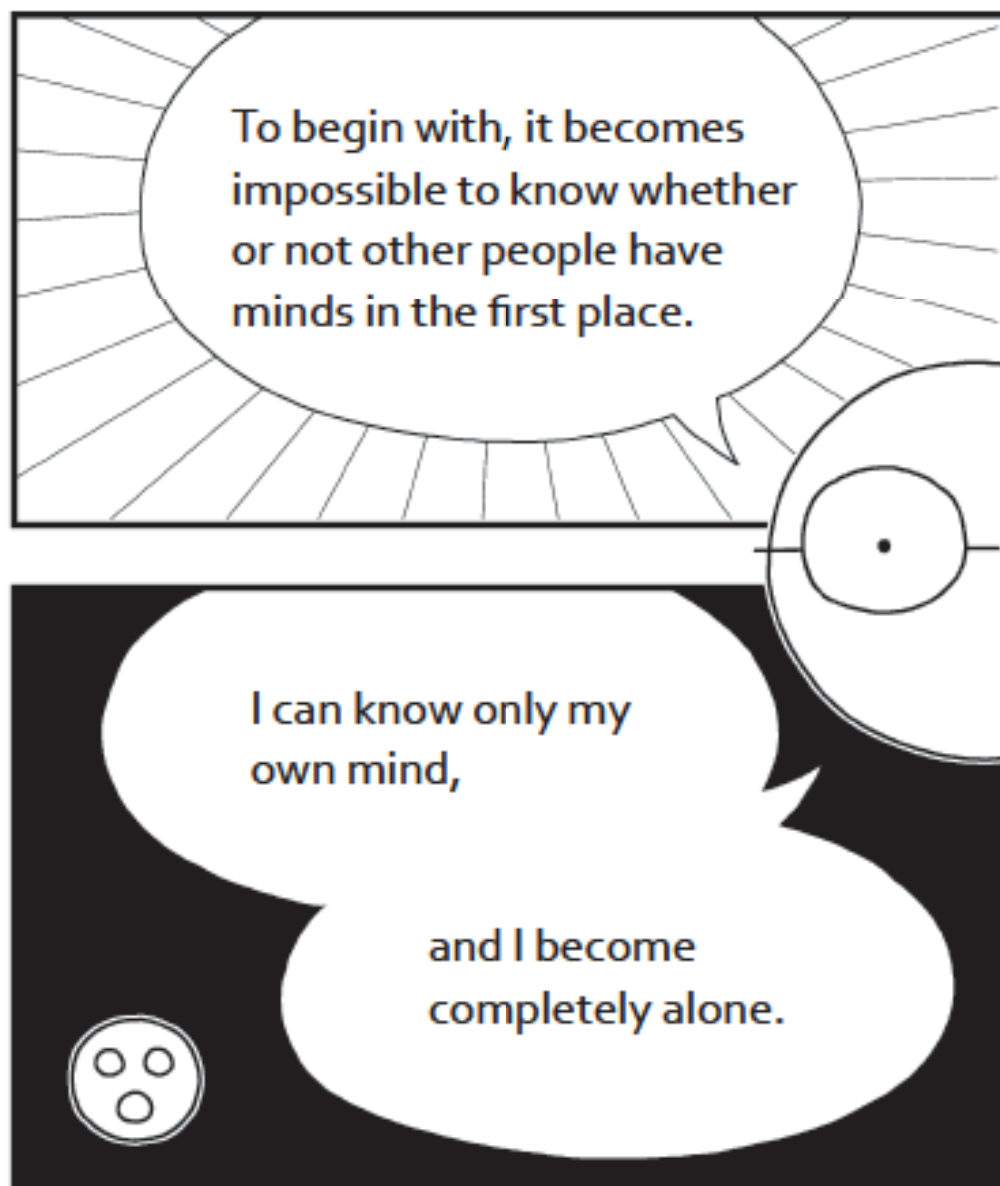 To begin with, it becomes
impossible to know whether
or not other people have
minds in the first place.
I can know only my
own mind,
and I become
completely alone.